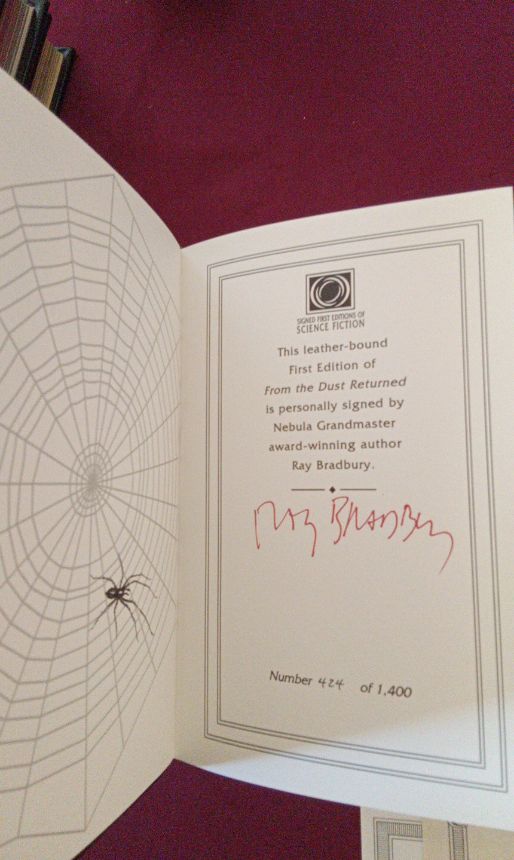 SIGNED FIRST EDITIONS OF
SCIENCE FICTION
This leather-bound
First Edition of
From the Dust Returned
is personally signed by
Nebula Grandmaster
award-winning author
Ray Bradbury.
RAY BRADBURY
Number 424 of 1,400